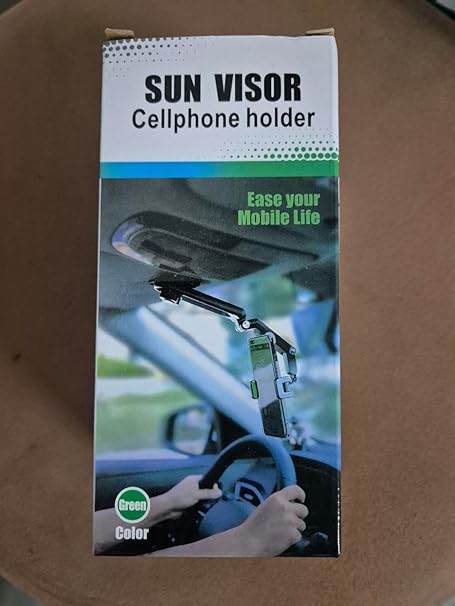 SUN VISOR
Cellphone holder
Ease your
Mobile Life
Green
Color